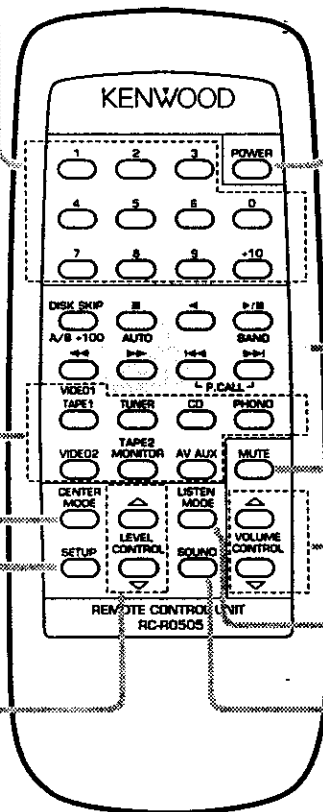 KENWOOD
1 2 3 POWER
4 5 6 0
7 8 9 +10
DISK SKIP ■ ◄ ►/II
A/B +100 AUTO BAND
◄◄ ►► I◄◄ ►►I
P.CALL
VIDEO1
TAPE1 TUNER CD PHONO
TAPE2
VIDEO2 MONITOR AV AUX MUTE
CENTER LISTEN
MODE MODE
LEVEL VOLUME
CONTROL CONTROL
SETUP SOUND
REMOTE CONTROL UNIT
RC-R0505